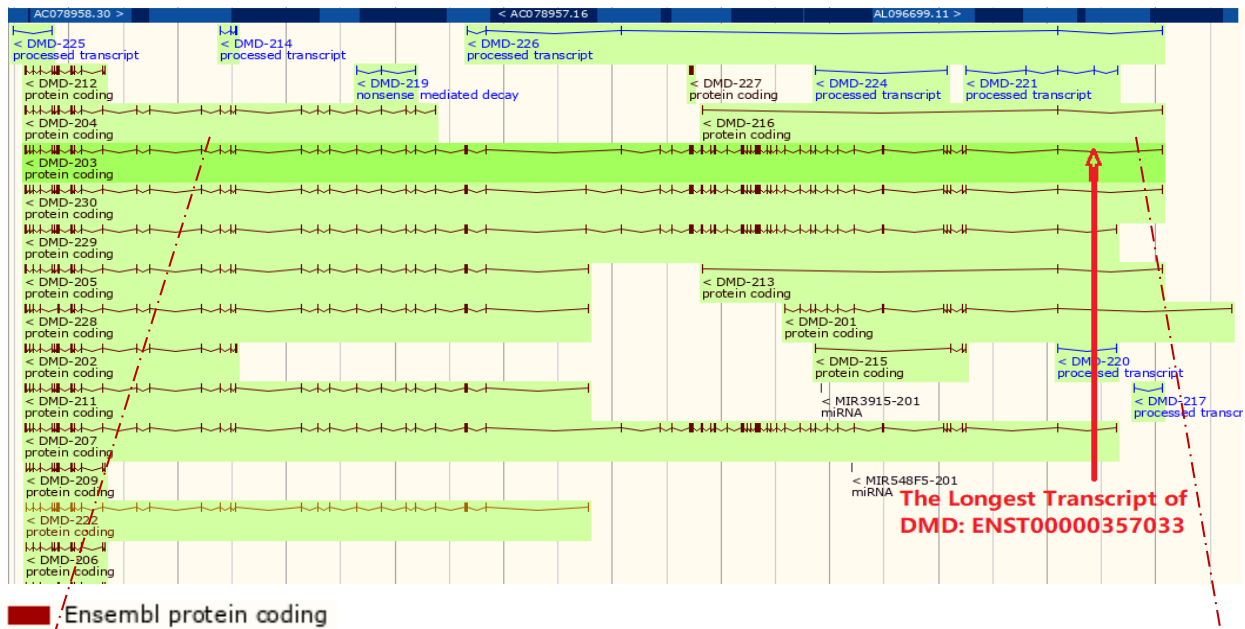 AC078958.30 > < AC078957.16 AL096699.11 >
< DMD-225 < DMD-214 < DMD-226
processed transcript processed transcript processed transcript
< DMD-212 < DMD-219 < DMD-227 < DMD-224 < DMD-221
protein coding nonsense mediated decay protein coding processed transcript processed transcript
< DMD-204 < DMD-216
protein coding protein coding
< DMD-203
protein coding
< DMD-230
protein coding
< DMD-229
protein coding
< DMD-205 < DMD-213
protein coding protein coding
< DMD-228 < DMD-201
protein coding protein coding
< DMD-202 < DMD-215 < DMD-220
protein coding protein coding processed transcript
< DMD-211 < MIR3915-201 < DMD-217
protein coding miRNA processed transcr
< DMD-207
protein coding
< DMD-209 < MIR548F5-201
protein coding miRNA
The Longest Transcript of
DMD: ENST00000357033
< DMD-222
protein coding
< DMD-206
protein coding
Ensembl protein coding